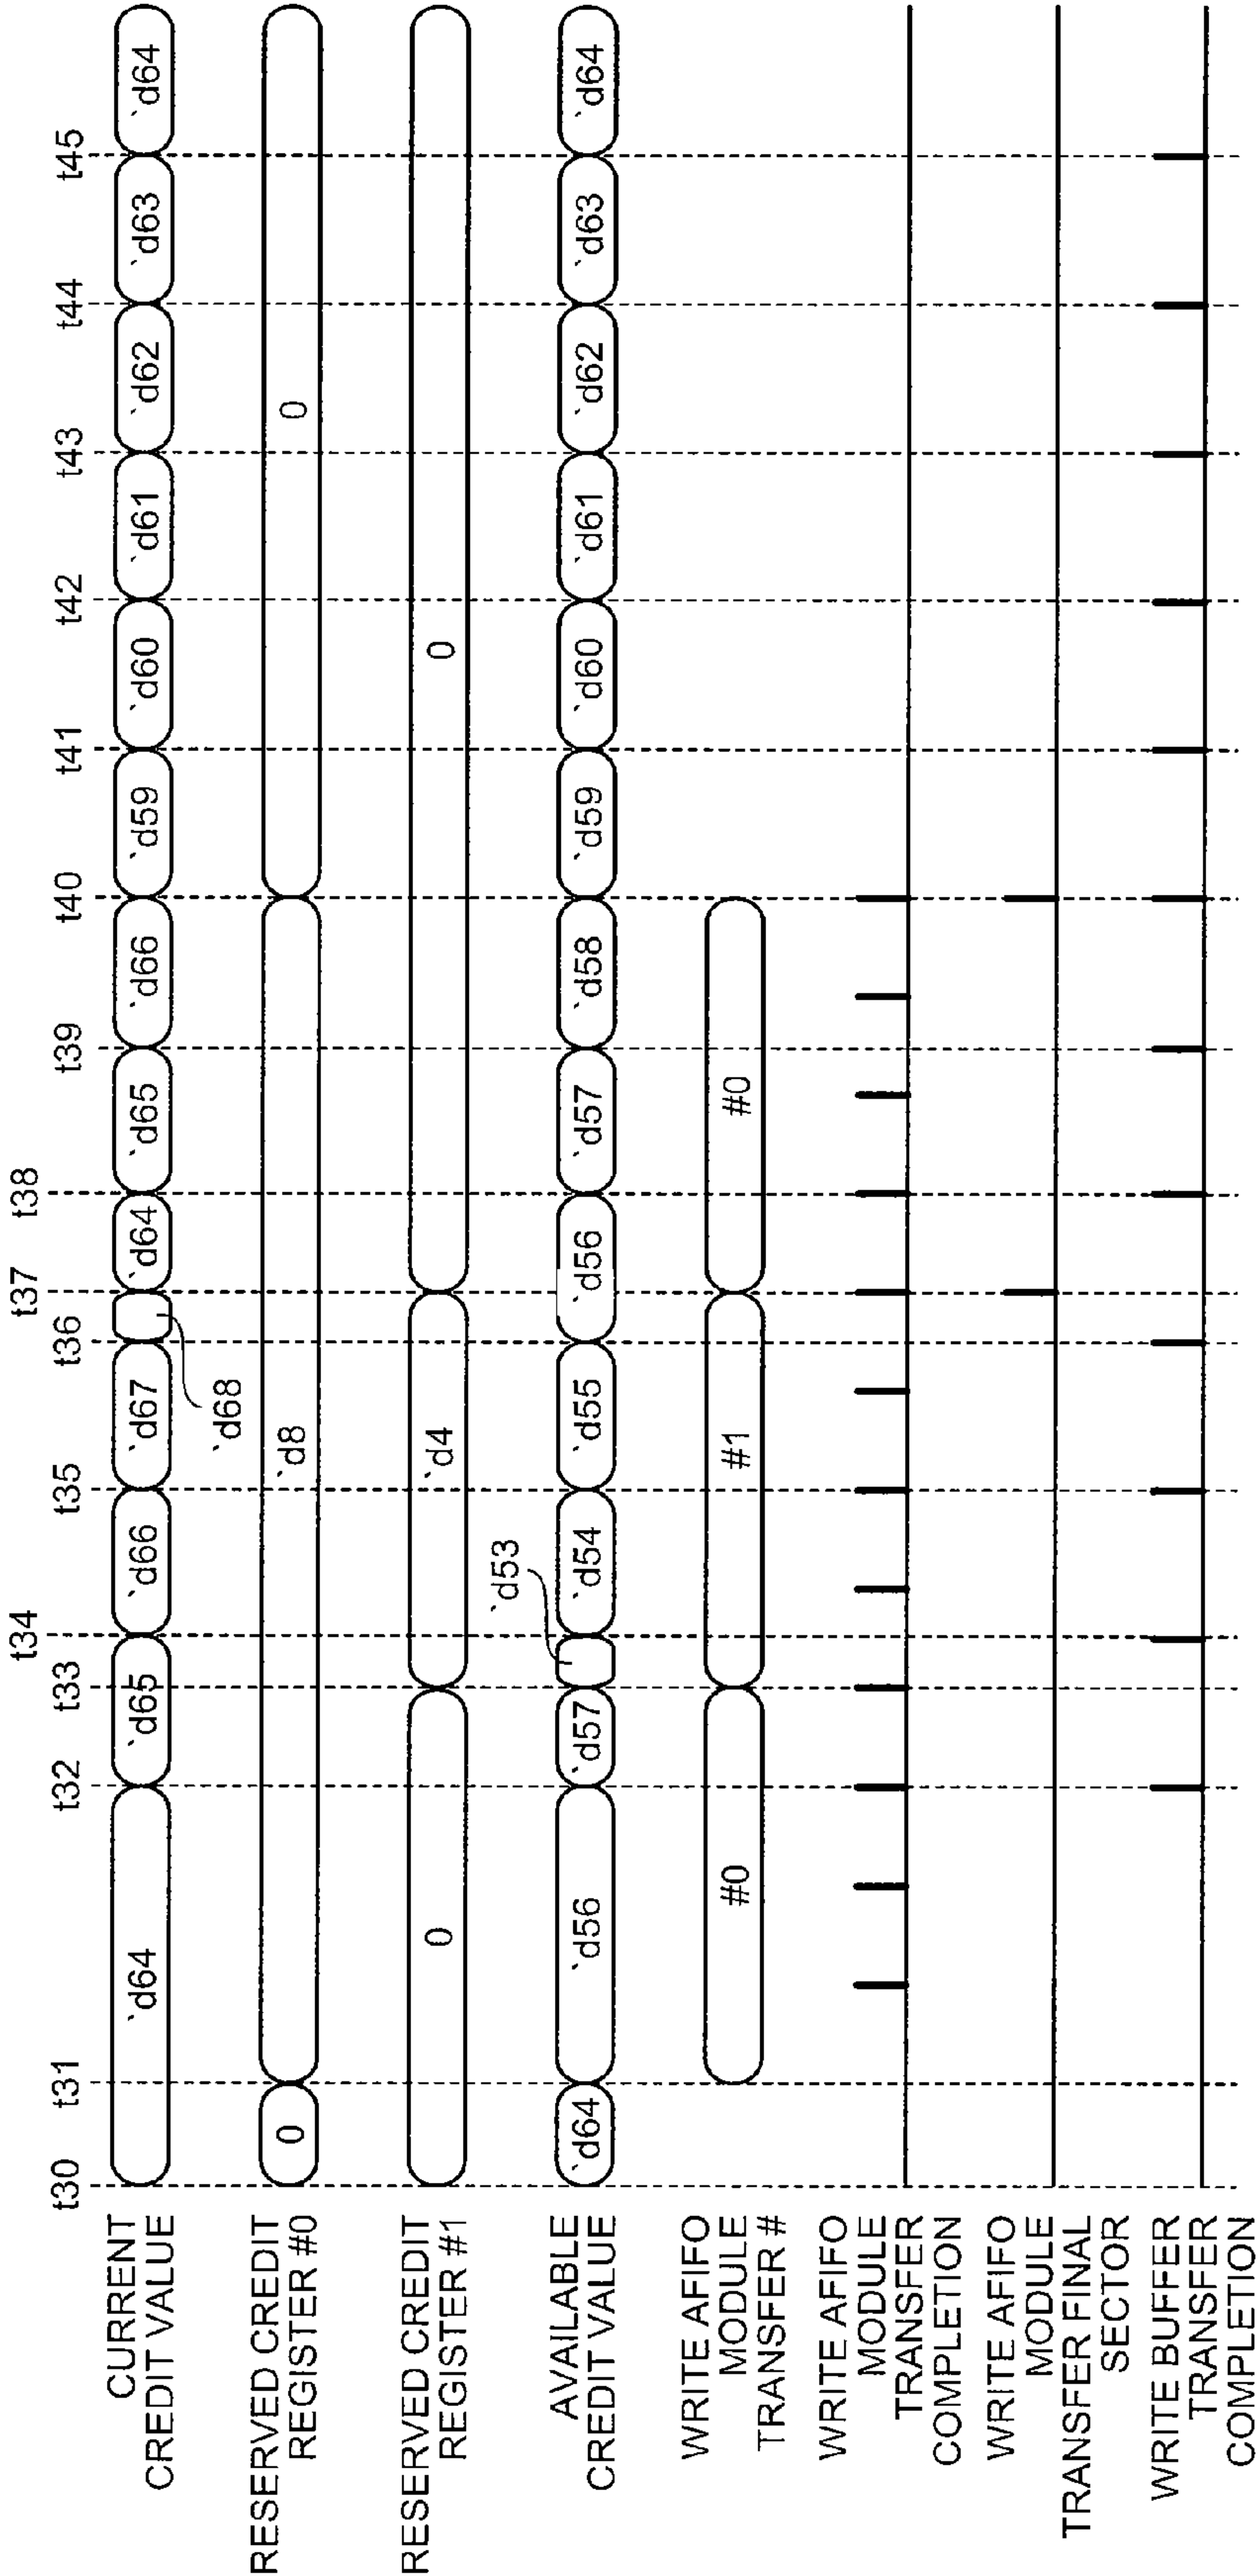 t30 t31 t32 t33 t34 t35 t36 t37 t38 t39 t40 t41 t42 t43 t44 t45
CURRENT
CREDIT VALUE
`d64 `d65 `d66 `d67 `d68 `d64 `d65 `d66 `d59 `d60 `d61 `d62 `d63 `d64
RESERVED CREDIT
REGISTER #0
0 `d8 0
RESERVED CREDIT
REGISTER #1
0 `d4 0
AVAILABLE
CREDIT VALUE
`d64 `d56 `d57 `d53 `d54 `d55 `d56 `d57 `d58 `d59 `d60 `d61 `d62 `d63 `d64
WRITE AFIFO
MODULE
TRANSFER #
#0 #1 #0
WRITE AFIFO
MODULE
TRANSFER
COMPLETION
WRITE AFIFO
MODULE
TRANSFER FINAL
SECTOR
WRITE BUFFER
TRANSFER
COMPLETION